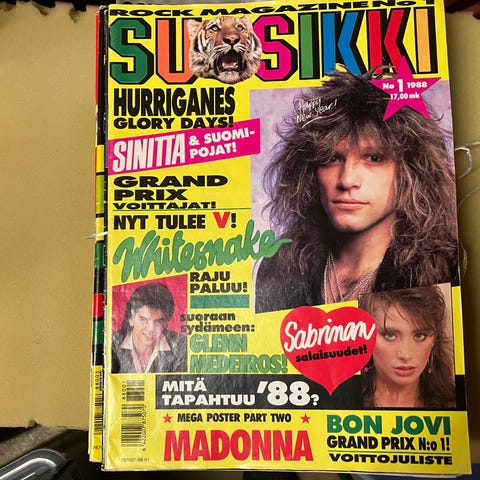 ROCK MAGAZINE No 1
SUOSIKKI
No 1 1988
17,00 mk
HURRIGANES
GLORY DAYS!
Happy New Year!
SINITTA & SUOMI-
POJAT!
GRAND
PRIX
VOITTAJAT!
NYT TULEE V!
Whitesnake
RAJU
PALUU!
suoraan
sydämeen:
GLENN
MEDEIROS!
Sabrinan
salaisuudet!
MITÄ
TAPAHTUU '88?
★ MEGA POSTER PART TWO ★
MADONNA
BON JOVI
GRAND PRIX N:o 1!
VOITTOJULISTE